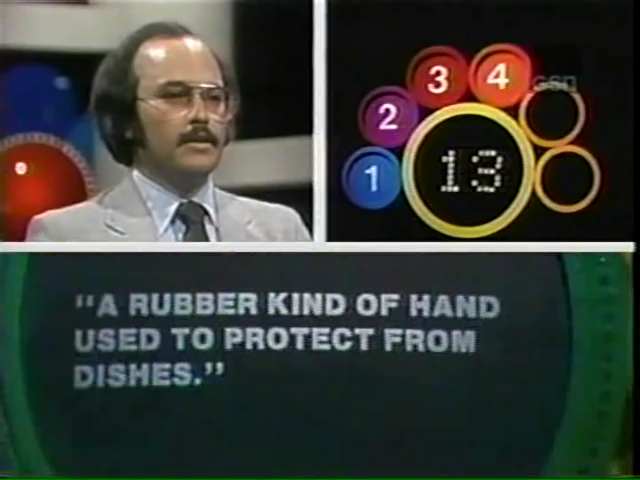 3 4
gsn
2
1 13
"A RUBBER KIND OF HAND
USED TO PROTECT FROM
DISHES."